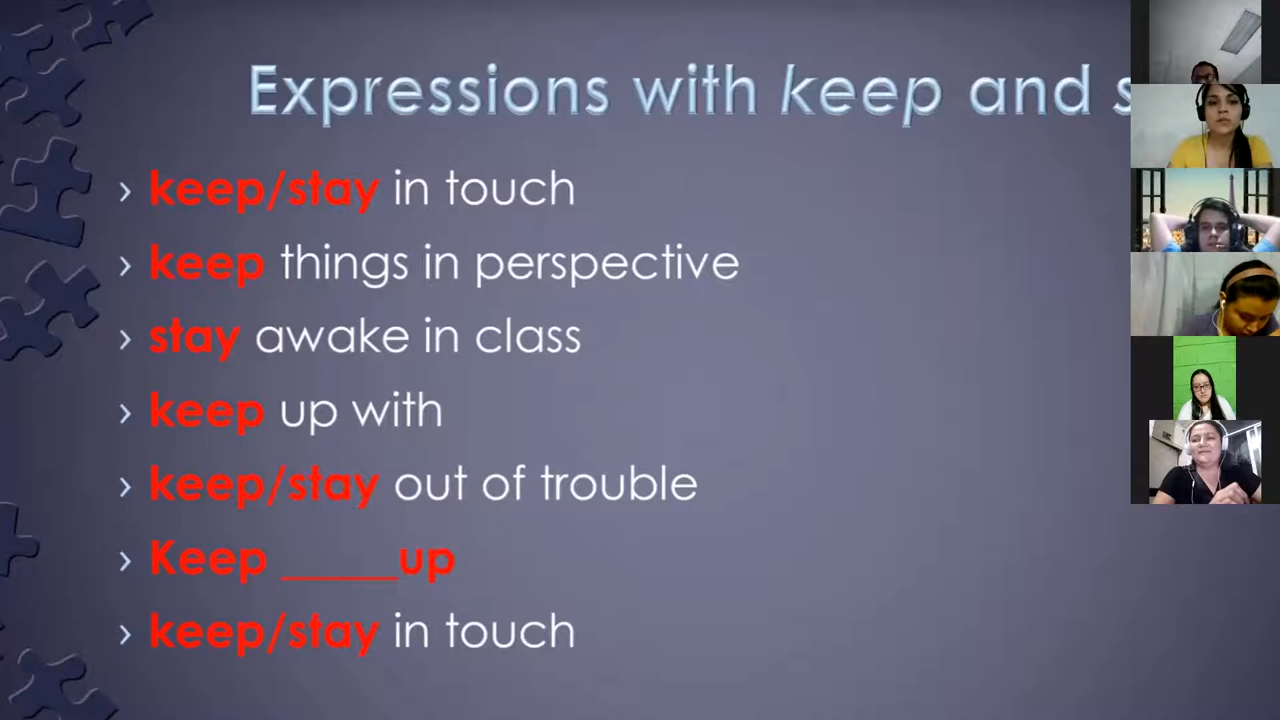 Expressions with keep and s
› keep/stay in touch
› keep things in perspective
› stay awake in class
› keep up with
› keep/stay out of trouble
› Keep _____up
› keep/stay in touch